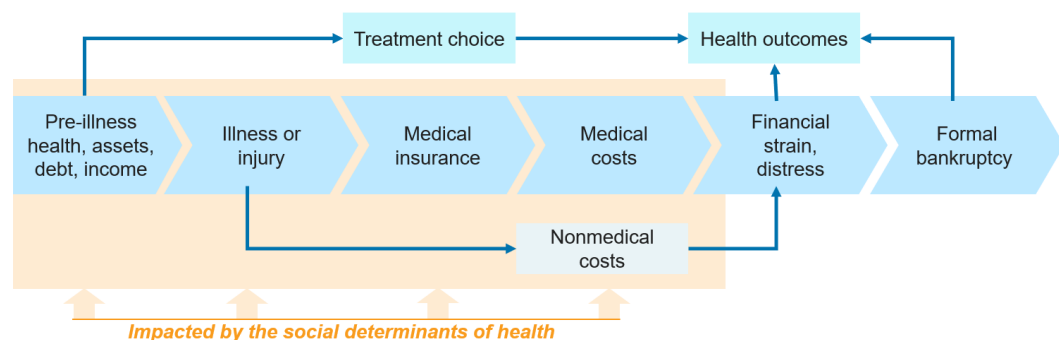 Treatment choice
Health outcomes
Pre-illness
health, assets,
debt, income
Illness or
injury
Medical
insurance
Medical
costs
Financial
strain,
distress
Formal
bankruptcy
Nonmedical
costs
Impacted by the social determinants of health